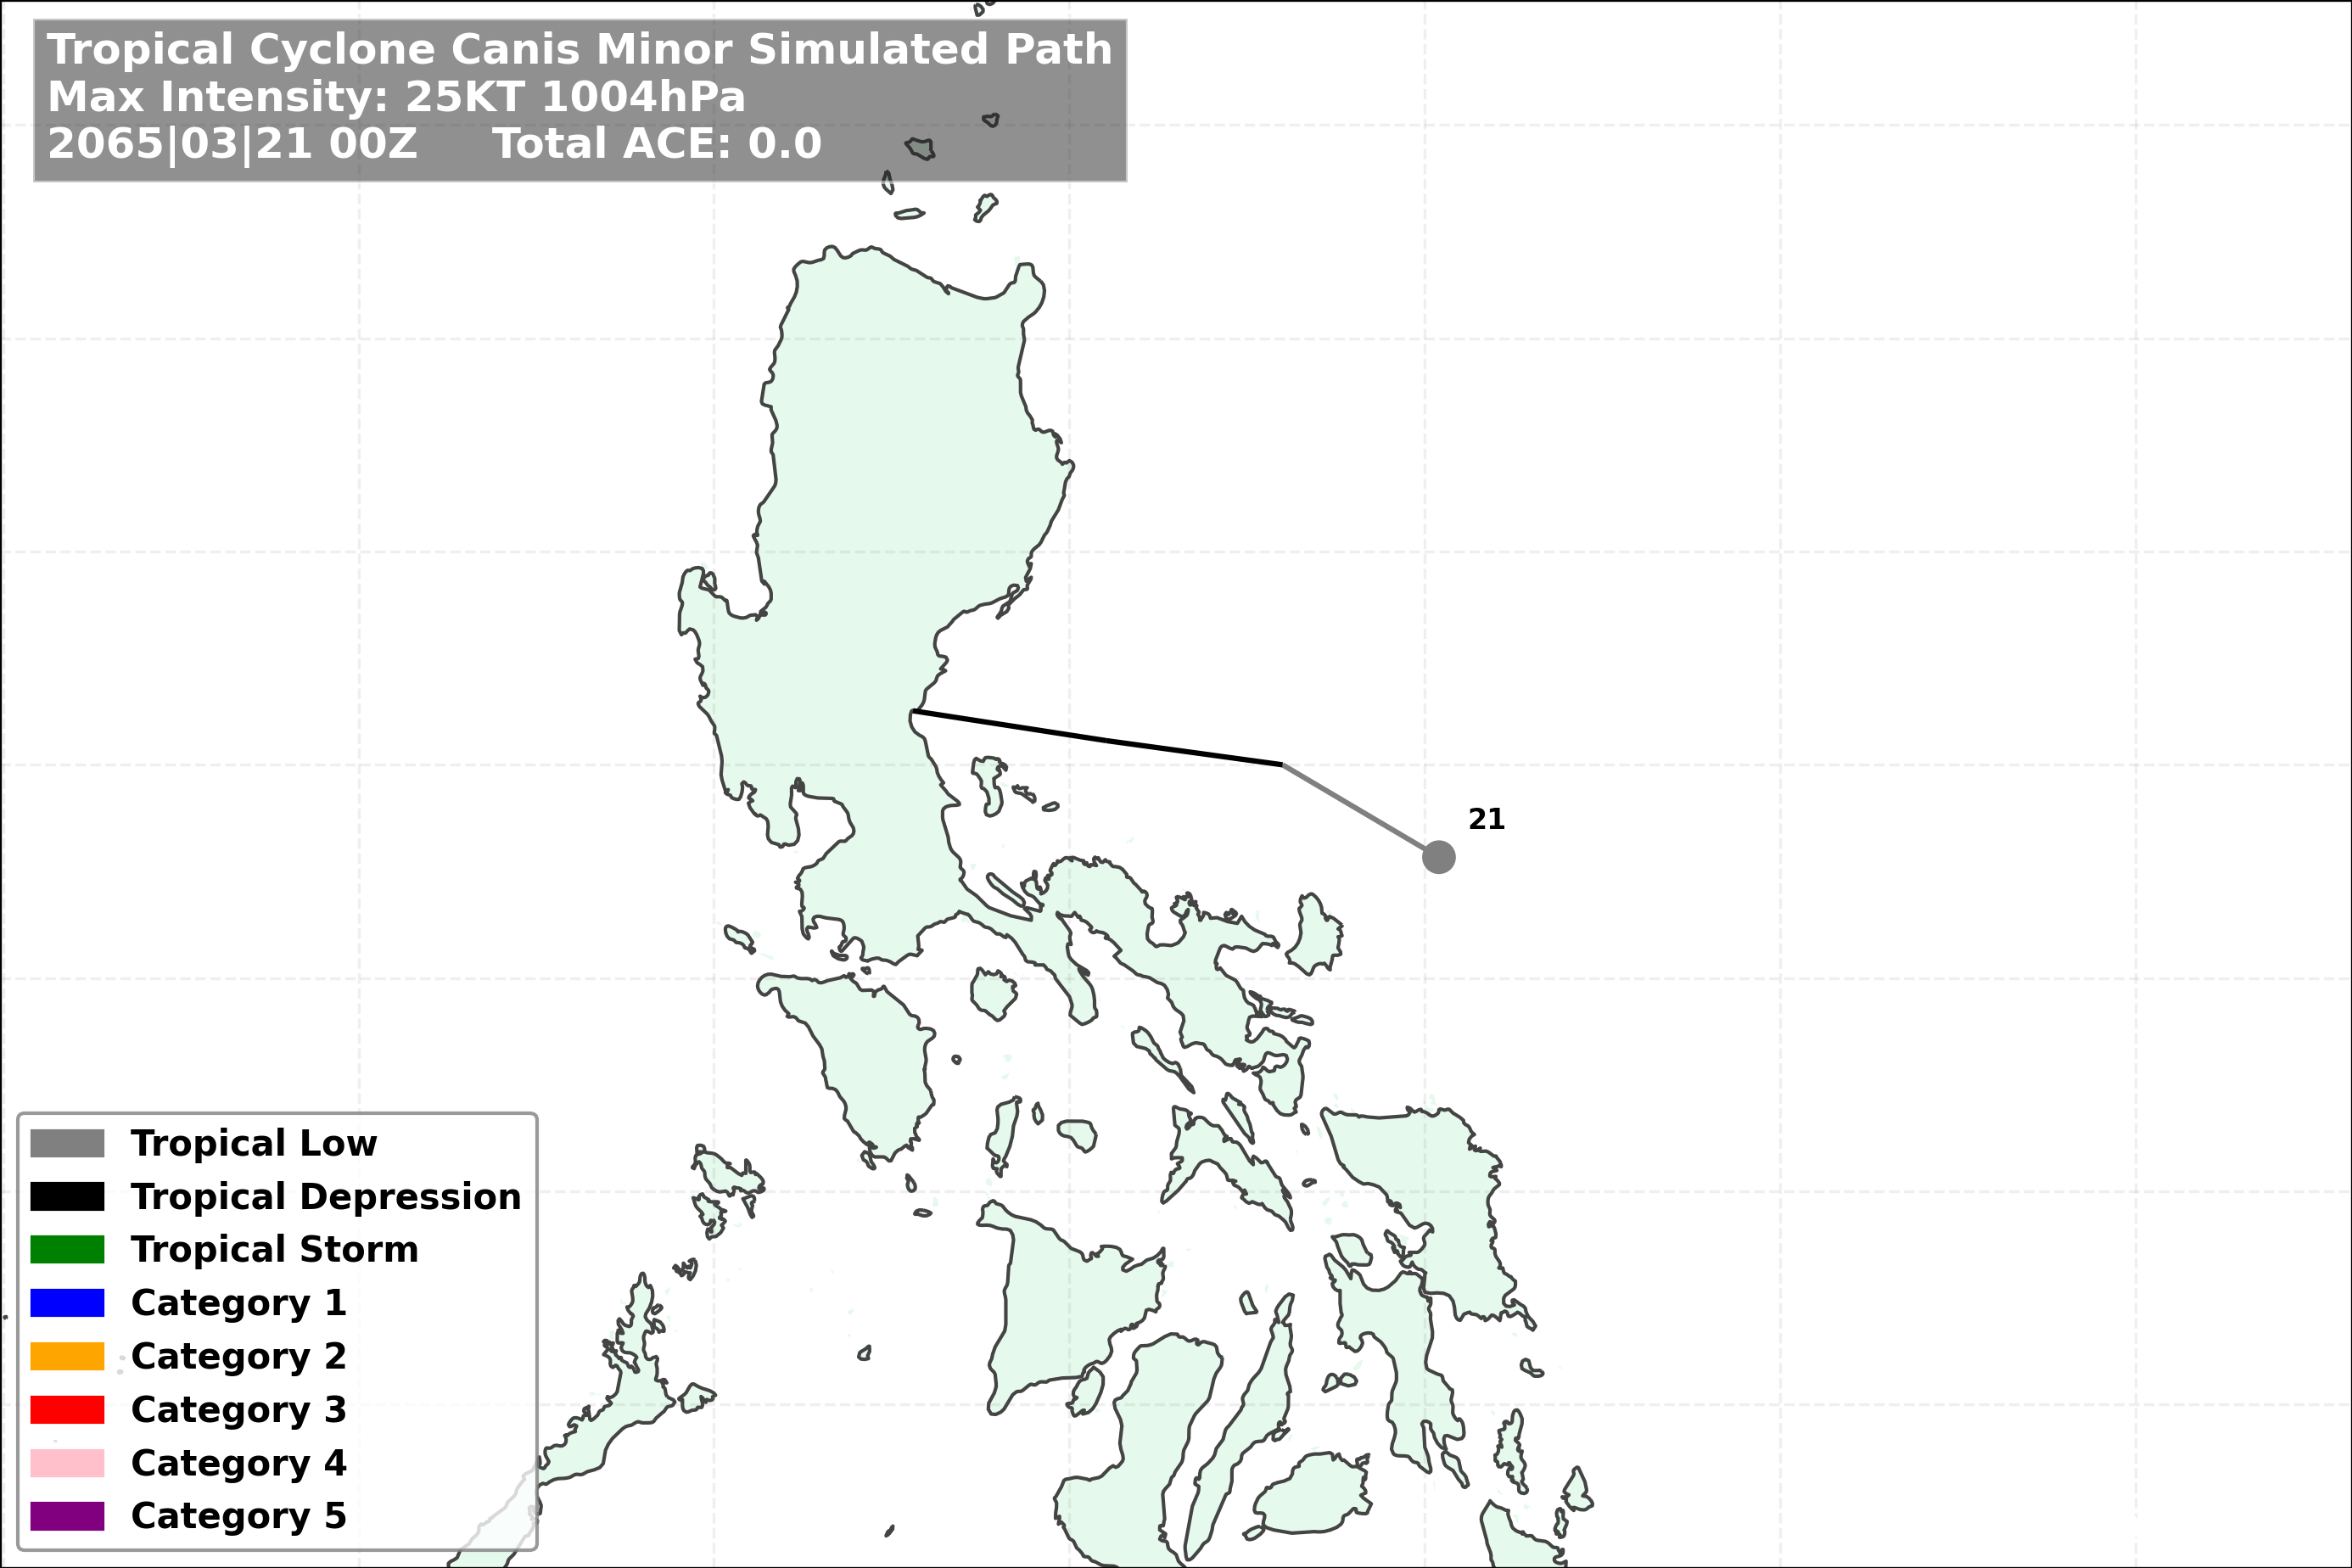 Tropical Cyclone Canis Minor Simulated Path
Max Intensity: 25KT 1004hPa
2065|03|21 00Z Total ACE: 0.0
21
Tropical Low
Tropical Depression
Tropical Storm
Category 1
Category 2
Category 3
Category 4
Category 5